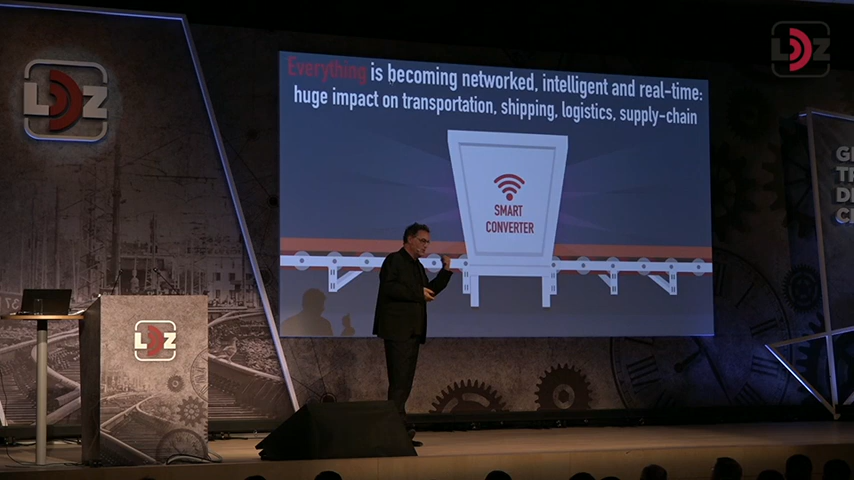 LDZ
LDZ
Everything is becoming networked, intelligent and real-time:
huge impact on transportation, shipping, logistics, supply-chain
SMART
CONVERTER
LDZ